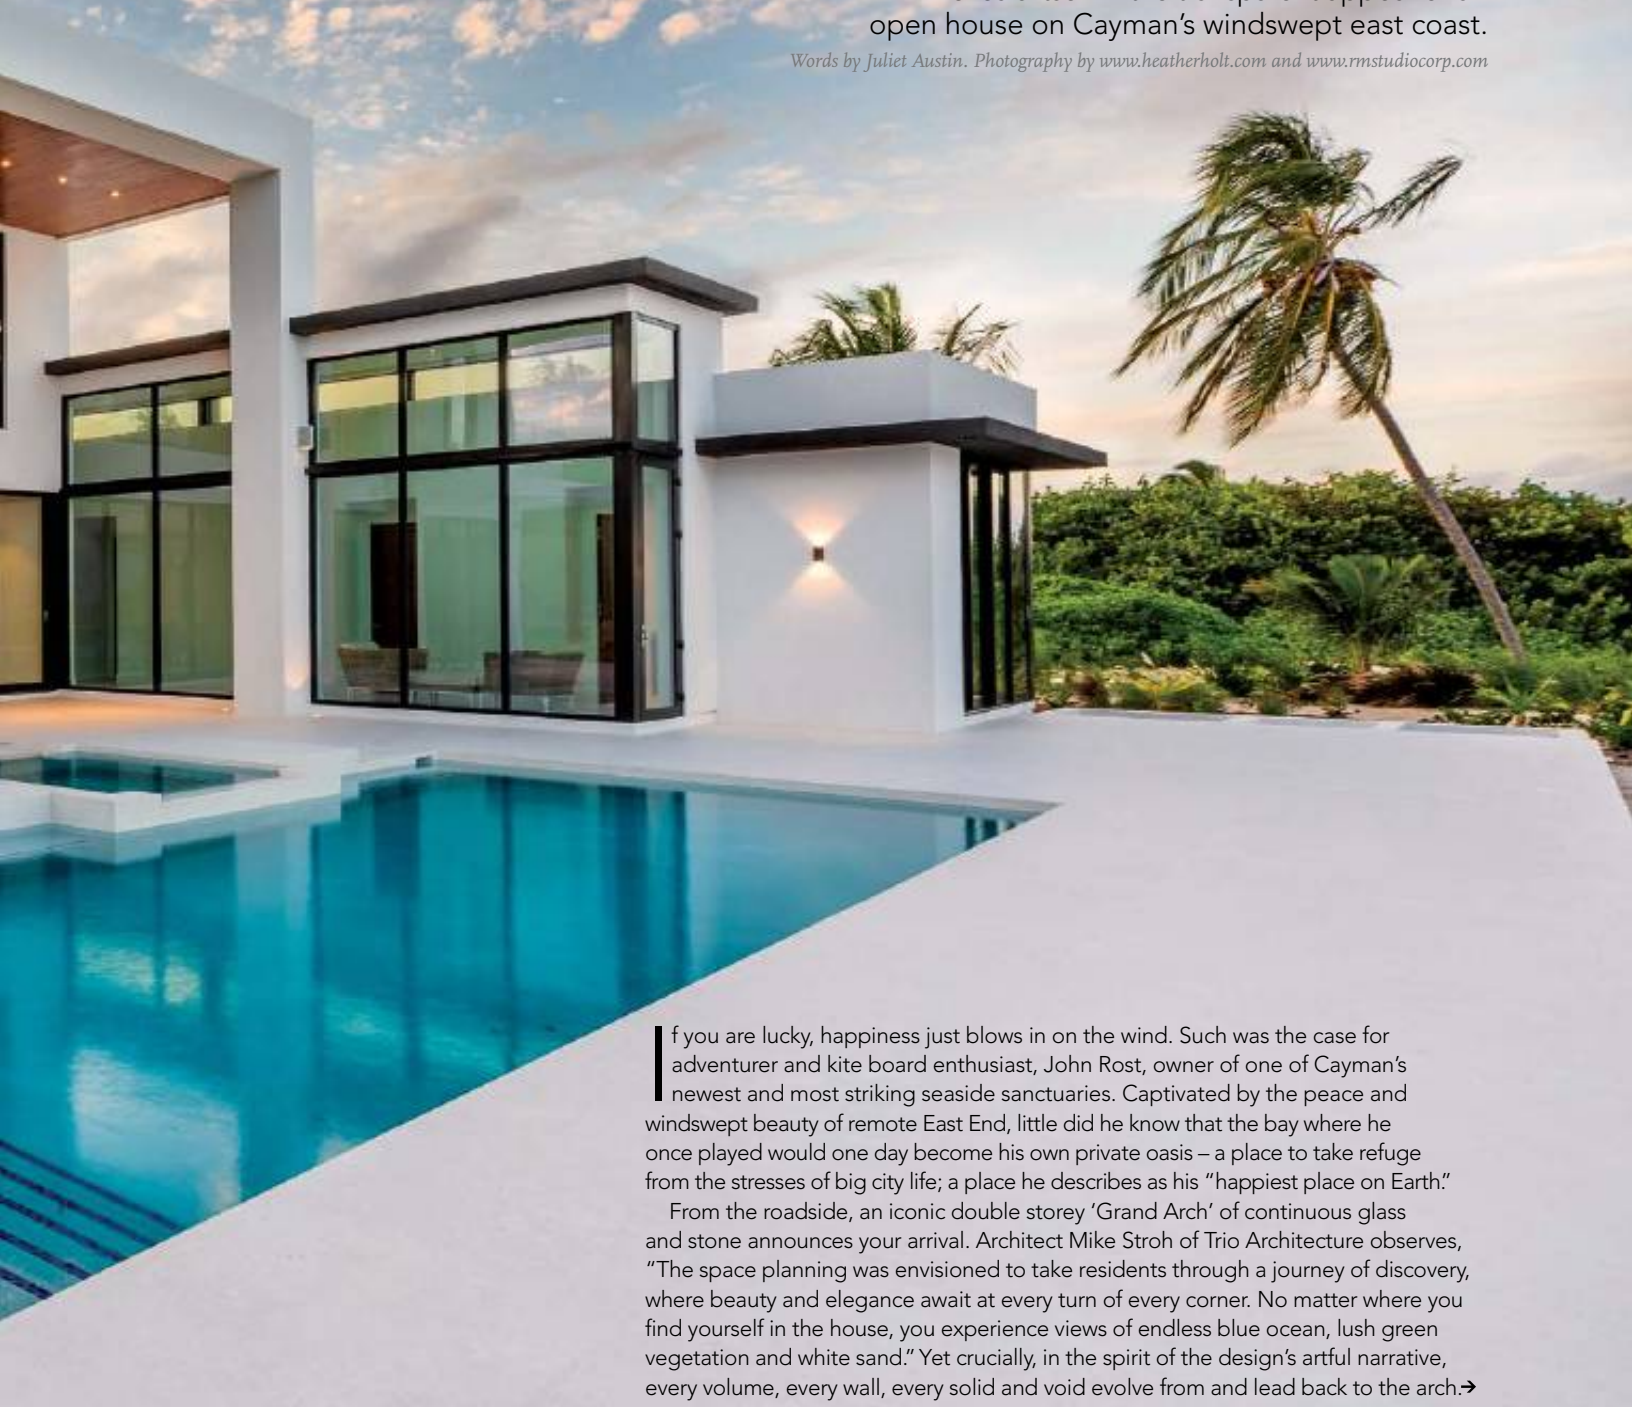 open house on Cayman’s windswept east coast.
Words by Juliet Austin. Photography by www.heatherholt.com and www.rmstudiocorp.com
If you are lucky, happiness just blows in on the wind. Such was the case for
adventurer and kite board enthusiast, John Rost, owner of one of Cayman’s
newest and most striking seaside sanctuaries. Captivated by the peace and
windswept beauty of remote East End, little did he know that the bay where he
once played would one day become his own private oasis – a place to take refuge
from the stresses of big city life; a place he describes as his “happiest place on Earth.”
From the roadside, an iconic double storey ‘Grand Arch’ of continuous glass
and stone announces your arrival. Architect Mike Stroh of Trio Architecture observes,
“The space planning was envisioned to take residents through a journey of discovery,
where beauty and elegance await at every turn of every corner. No matter where you
find yourself in the house, you experience views of endless blue ocean, lush green
vegetation and white sand.” Yet crucially, in the spirit of the design’s artful narrative,
every volume, every wall, every solid and void evolve from and lead back to the arch.→